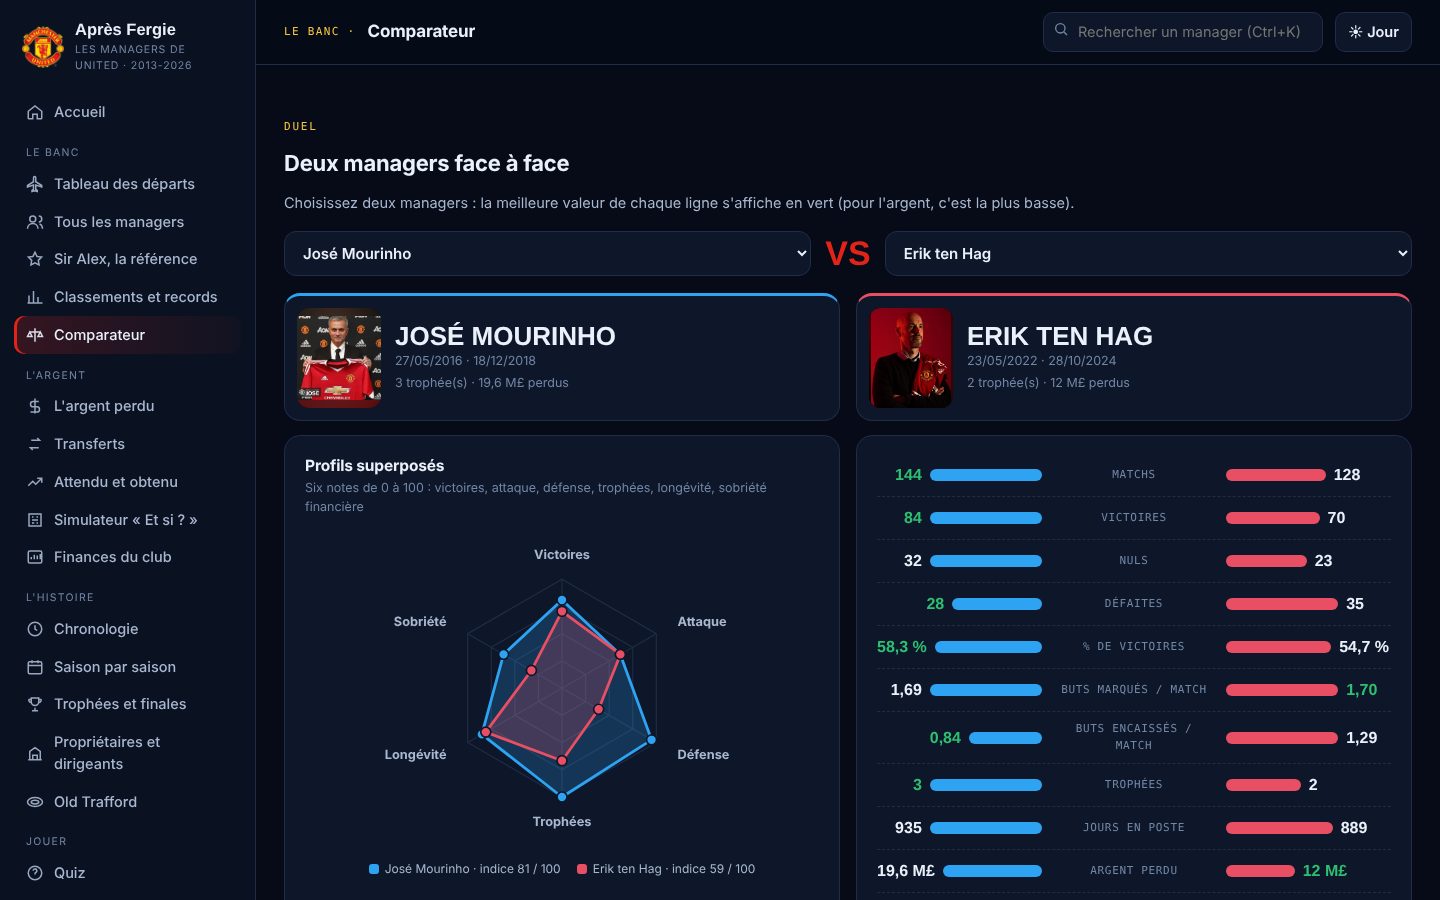 Après Fergie
LES MANAGERS DE
UNITED · 2013-2026
Accueil
LE BANC
Tableau des départs
Tous les managers
Sir Alex, la référence
Classements et records
Comparateur
L'ARGENT
L'argent perdu
Transferts
Attendu et obtenu
Simulateur « Et si ? »
Finances du club
L'HISTOIRE
Chronologie
Saison par saison
Trophées et finales
Propriétaires et
dirigeants
Old Trafford
JOUER
Quiz
LE BANC · Comparateur
Rechercher un manager (Ctrl+K)
☀ Jour
DUEL
Deux managers face à face
Choisissez deux managers : la meilleure valeur de chaque ligne s'affiche en vert (pour l'argent, c'est la plus basse).
José Mourinho VS Erik ten Hag
JOSÉ MOURINHO
27/05/2016 · 18/12/2018
3 trophée(s) · 19,6 M£ perdus
ERIK TEN HAG
23/05/2022 · 28/10/2024
2 trophée(s) · 12 M£ perdus
Profils superposés
Six notes de 0 à 100 : victoires, attaque, défense, trophées, longévité, sobriété
financière
Victoires
Sobriété Attaque
Longévité Défense
Trophées
José Mourinho · indice 81 / 100 Erik ten Hag · indice 59 / 100
144 MATCHS 128
84 VICTOIRES 70
32 NULS 23
28 DÉFAITES 35
58,3 % % DE VICTOIRES 54,7 %
1,69 BUTS MARQUÉS / MATCH 1,70
0,84 BUTS ENCAISSÉS / MATCH 1,29
3 TROPHÉES 2
935 JOURS EN POSTE 889
19,6 M£ ARGENT PERDU 12 M£